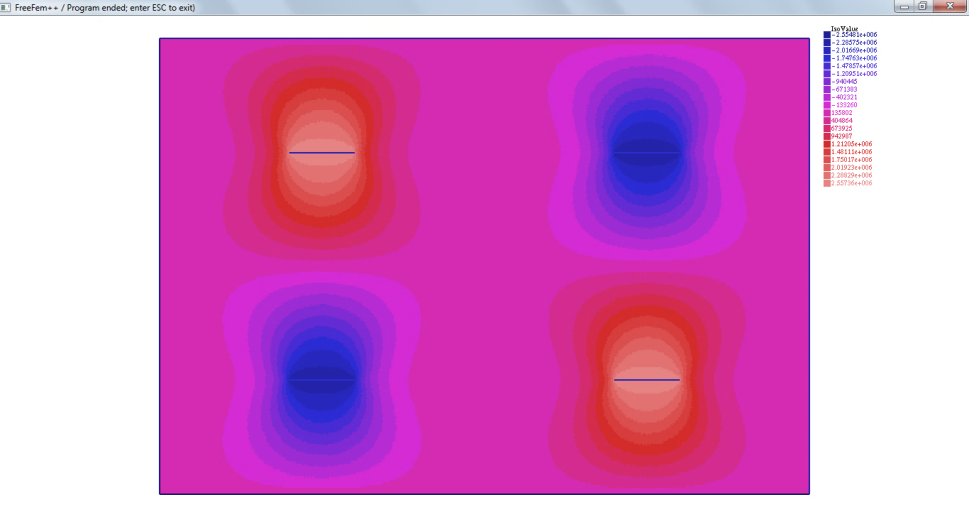 FreeFem++ / Program ended; enter ESC to exit)
IsoValue
-2.55481e+006
-2.28575e+006
-2.01669e+006
-1.74763e+006
-1.47857e+006
-1.20951e+006
-940445
-671383
-402321
-133260
135802
404864
673925
942987
1.21205e+006
1.48111e+006
1.75017e+006
2.01923e+006
2.28829e+006
2.55736e+006